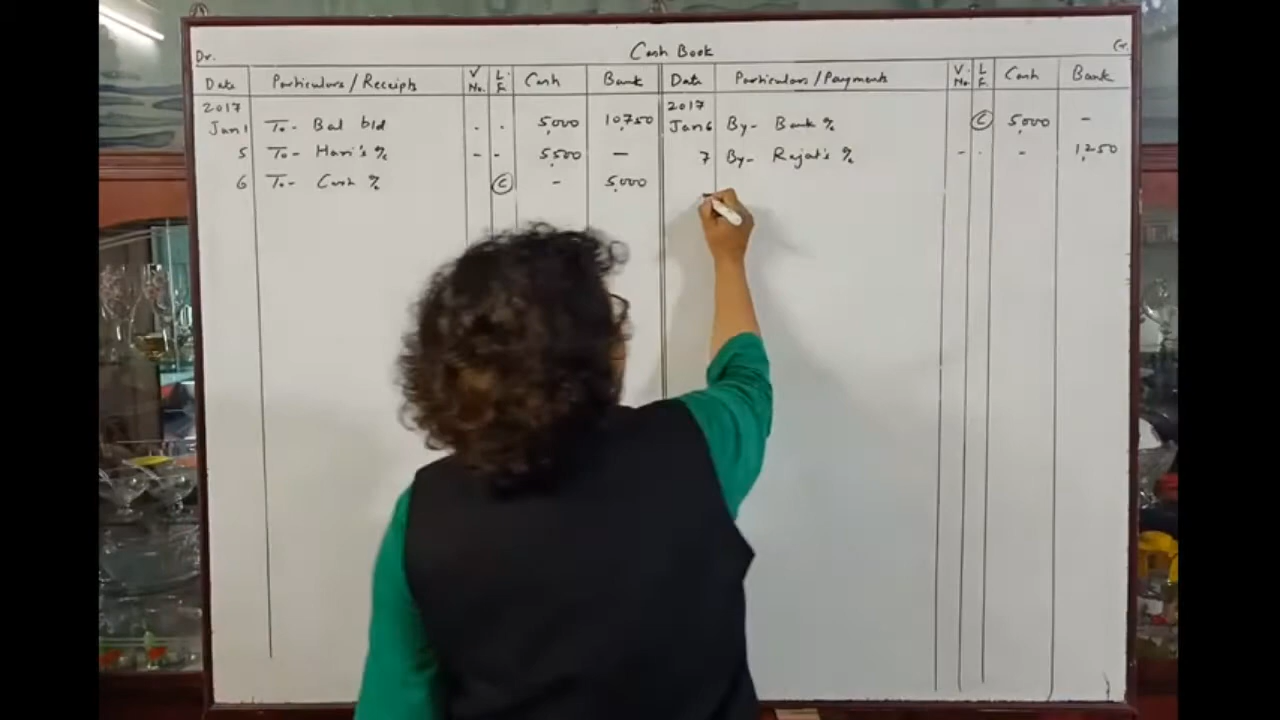 Cash Book
Dr. Cr.
Date Particulars/Receipts V. No. L. F. Cash Bank Date Particulars/Payments V. No. L F. Cash Bank
2017 2017
Jan 1 To- Bal b/d - - 5,000 10,750 Jan 6 By- Bank a/c C 5,000 -
5 To- Hari's a/c - - 5,500 - 7 By- Rajat's a/c - - - 1,250
6 To- Cash a/c C - 5,000